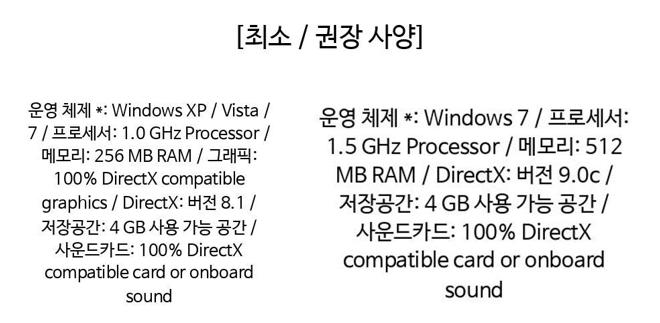 [최소 / 권장 사양]
운영 체제 *: Windows XP / Vista /
7 / 프로세서: 1.0 GHz Processor /
메모리: 256 MB RAM / 그래픽:
100% DirectX compatible
graphics / DirectX: 버전 8.1 /
저장공간: 4 GB 사용 가능 공간 /
사운드카드: 100% DirectX
compatible card or onboard
sound
운영 체제 *: Windows 7 / 프로세서:
1.5 GHz Processor / 메모리: 512
MB RAM / DirectX: 버전 9.0c /
저장공간: 4 GB 사용 가능 공간 /
사운드카드: 100% DirectX
compatible card or onboard
sound